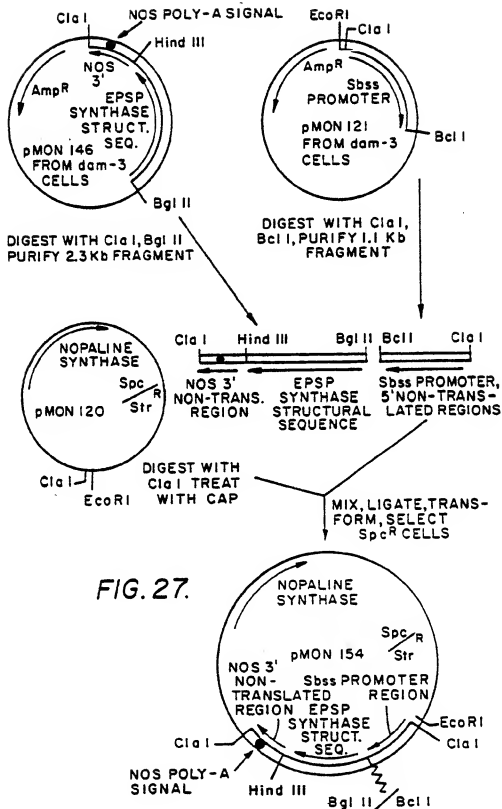 NOS POLY-A SIGNAL
Cla I
Hind III
NOS
3'
AmpR
EPSP
SYNTHASE
STRUCT.
SEQ.
pMON 146
FROM dam-3
CELLS
Bgl II
EcoRI
Cla I
AmpR
Sbss
PROMOTER
pMON 121
FROM dam-3
CELLS
Bcl I
DIGEST WITH Cla I, Bgl II
PURIFY 2.3 Kb FRAGMENT
DIGEST WITH Cla I,
Bcl I, PURIFY 1.1 Kb
FRAGMENT
NOPALINE
SYNTHASE
Spc R
Str
pMON 120
Cla I
EcoRI
Cla I Hind III Bgl II Bcl I Cla I
NOS 3'
NON-TRANS.
REGION
EPSP
SYNTHASE
STRUCTURAL
SEQUENCE
Sbss PROMOTER,
5' NON-TRANS-
LATED REGIONS
DIGEST WITH
Cla I TREAT
WITH CAP
MIX, LIGATE, TRANS-
FORM, SELECT
SpcR CELLS
FIG. 27.
NOPALINE
SYNTHASE
Spc R
Str
pMON 154
NOS 3'
NON-
TRANSLATED
REGION
Sbss PROMOTER
REGION
EPSP
SYNTHASE
STRUCT.
SEQ.
EcoRI
Cla I
Cla I
NOS POLY-A
SIGNAL
Hind III
Bgl II/Bcl I